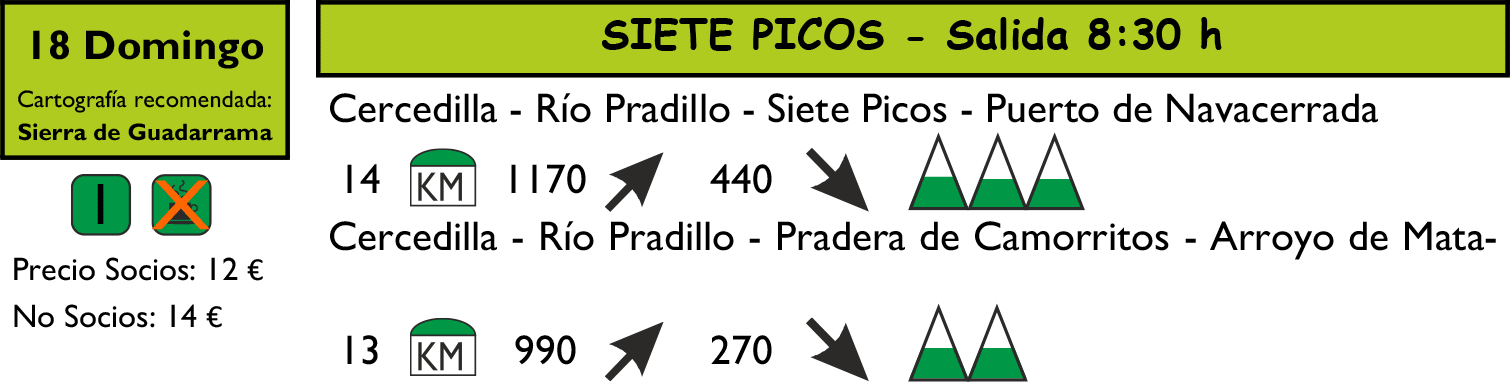 18 Domingo
Cartografía recomendada:
Sierra de Guadarrama
I
Precio Socios: 12 €
No Socios: 14 €
SIETE PICOS - Salida 8:30 h
Cercedilla - Río Pradillo - Siete Picos - Puerto de Navacerrada
14 KM 1170 440
Cercedilla - Río Pradillo - Pradera de Camorritos - Arroyo de Mata-
13 KM 990 270